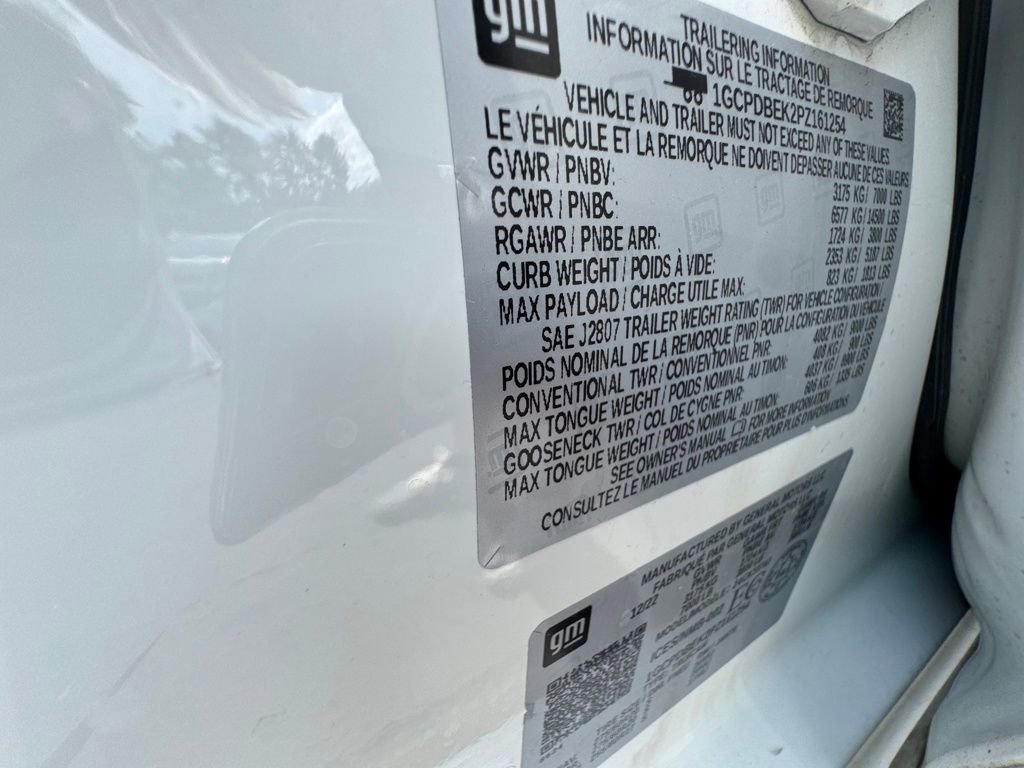 gm
TRAILERING INFORMATION
INFORMATION SUR LE TRACTAGE DE REMORQUE
1GCPDBEK2PZ161254
VEHICLE AND TRAILER MUST NOT EXCEED ANY OF THESE VALUES
LE VÉHICULE ET LA REMORQUE NE DOIVENT DÉPASSER AUCUNE DE CES VALEURS
GVWR / PNBV: 3175 KG / 7000 LBS
GCWR / PNBC: 6577 KG / 14500 LBS
RGAWR / PNBE ARR: 1724 KG / 3800 LBS
CURB WEIGHT / POIDS À VIDE: 2353 KG / 5187 LBS
MAX PAYLOAD / CHARGE UTILE MAX: 823 KG / 1813 LBS
SAE J2807 TRAILER WEIGHT RATING (TWR) FOR VEHICLE CONFIGURATION /
POIDS NOMINAL DE LA REMORQUE (PNR) POUR LA CONFIGURATION DU VÉHICULE
CONVENTIONAL TWR / CONVENTIONNEL PNR: 4082 KG / 9000 LBS
MAX TONGUE WEIGHT / POIDS NOMINAL AU TIMON: 408 KG / 900 LBS
GOOSENECK TWR / COL DE CYGNE PNR: 4037 KG / 8900 LBS
MAX TONGUE WEIGHT / POIDS NOMINAL AU TIMON: 606 KG / 1335 LBS
SEE OWNER'S MANUAL FOR MORE INFORMATION
CONSULTEZ LE MANUEL DU PROPRIÉTAIRE POUR PLUS D'INFORMATIONS
gm
MANUFACTURED BY GENERAL MOTORS LLC
FABRIQUÉ PAR GENERAL MOTORS LLC
12/22 GVWR